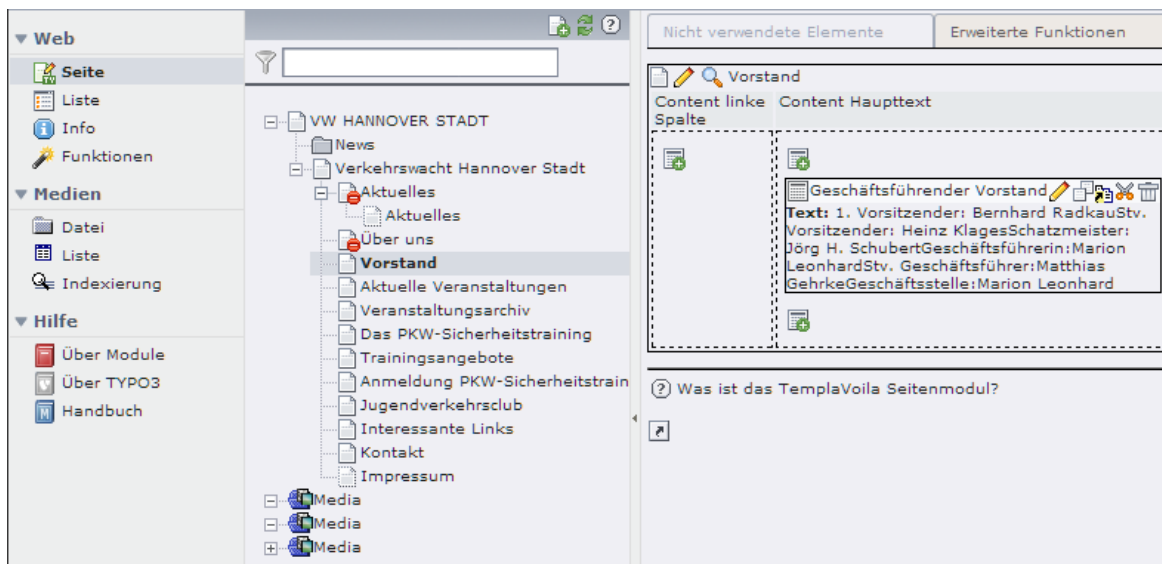 Web
Seite
Liste
Info
Funktionen
Medien
Datei
Liste
Indexierung
Hilfe
Über Module
Über TYPO3
Handbuch
VW HANNOVER STADT
News
Verkehrswacht Hannover Stadt
Aktuelles
Aktuelles
Über uns
Vorstand
Aktuelle Veranstaltungen
Veranstaltungsarchiv
Das PKW-Sicherheitstraining
Trainingsangebote
Anmeldung PKW-Sicherheitstrain
Jugendverkehrsclub
Interessante Links
Kontakt
Impressum
Media
Media
Media
Nicht verwendete Elemente
Erweiterte Funktionen
Vorstand
Content linke Spalte
Content Haupttext
Geschäftsführender Vorstand
Text: 1. Vorsitzender: Bernhard RadkauStv.
Vorsitzender: Heinz KlagesSchatzmeister:
Jörg H. SchubertGeschäftsführerin:Marion
LeonhardStv. Geschäftsführer:Matthias
GehrkeGeschäftsstelle:Marion Leonhard
Was ist das TemplaVoila Seitenmodul?